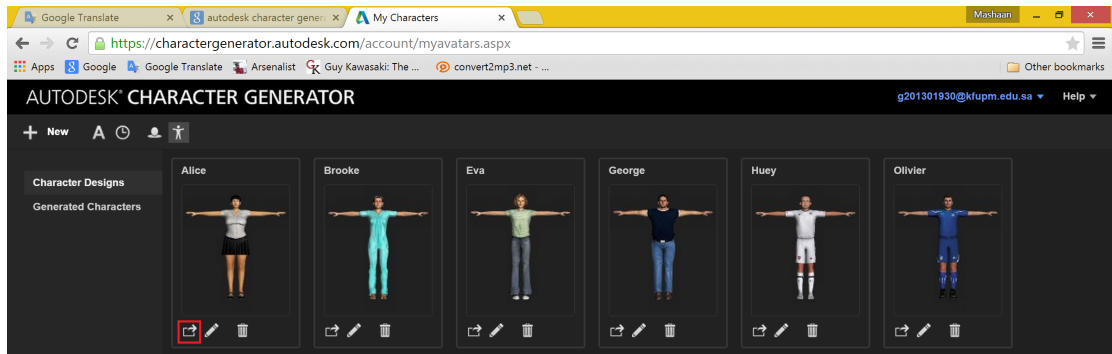 Google Translate
autodesk character gener
My Characters
Mashaan
https://charactergenerator.autodesk.com/account/myavatars.aspx
Apps Google Google Translate Arsenalist Guy Kawasaki: The ... convert2mp3.net - ... Other bookmarks
AUTODESK® CHARACTER GENERATOR
g201301930@kfupm.edu.sa Help
New A
Character Designs
Generated Characters
Alice Brooke Eva George Huey Olivier